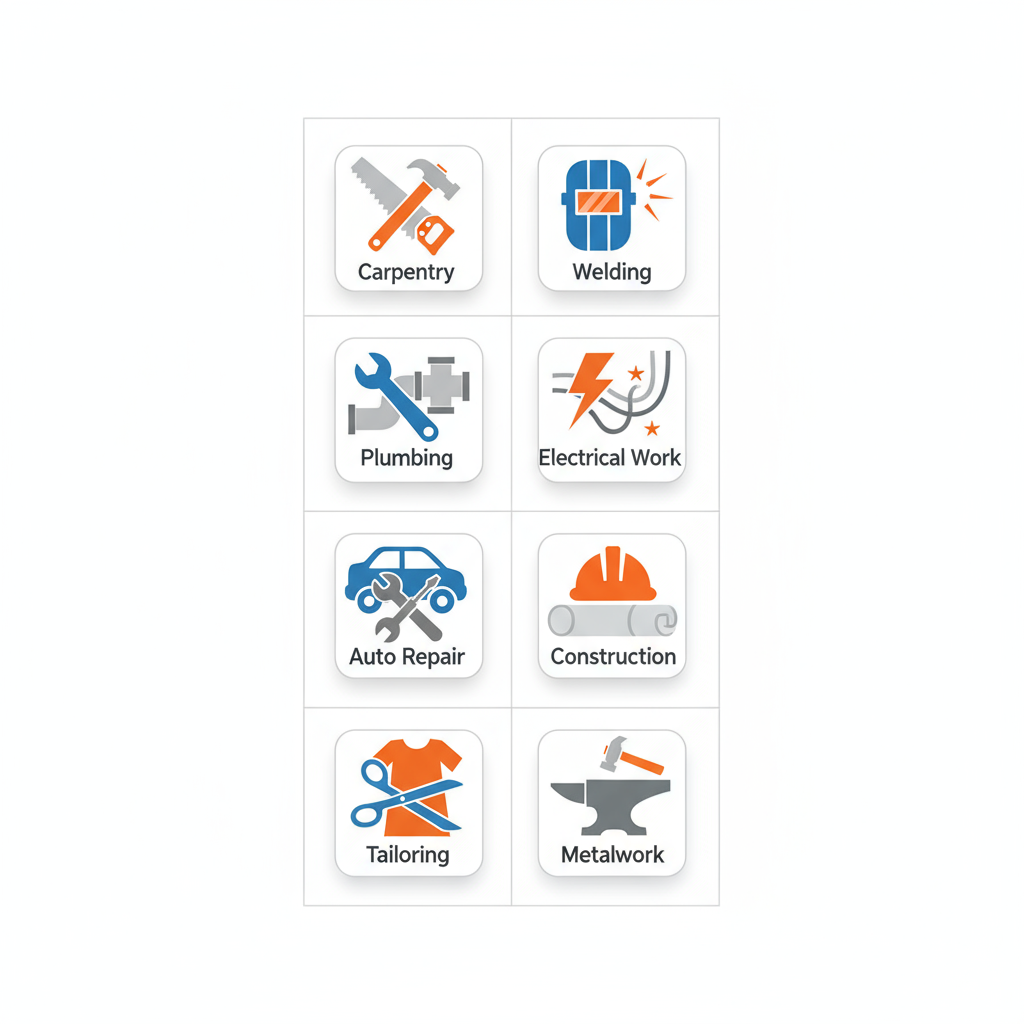 Carpentry
Welding
Plumbing
Electrical Work
Auto Repair
Construction
Tailoring
Metalwork